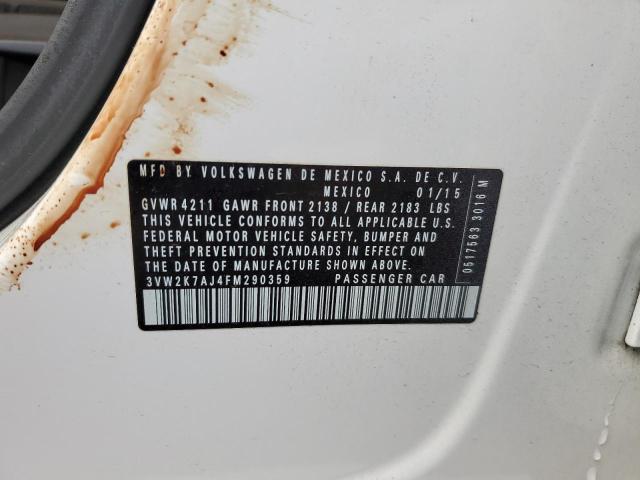 MFD BY VOLKSWAGEN DE MEXICO S.A. DE C.V.
MEXICO 01/15
GVWR 4211 GAWR FRONT 2138 / REAR 2183 LBS
THIS VEHICLE CONFORMS TO ALL APPLICABLE U.S.
FEDERAL MOTOR VEHICLE SAFETY, BUMPER AND
THEFT PREVENTION STANDARDS IN EFFECT ON
THE DATE OF MANUFACTURE SHOWN ABOVE.
3VW2K7AJ4FM290359 PASSENGER CAR
0517563 3016 M